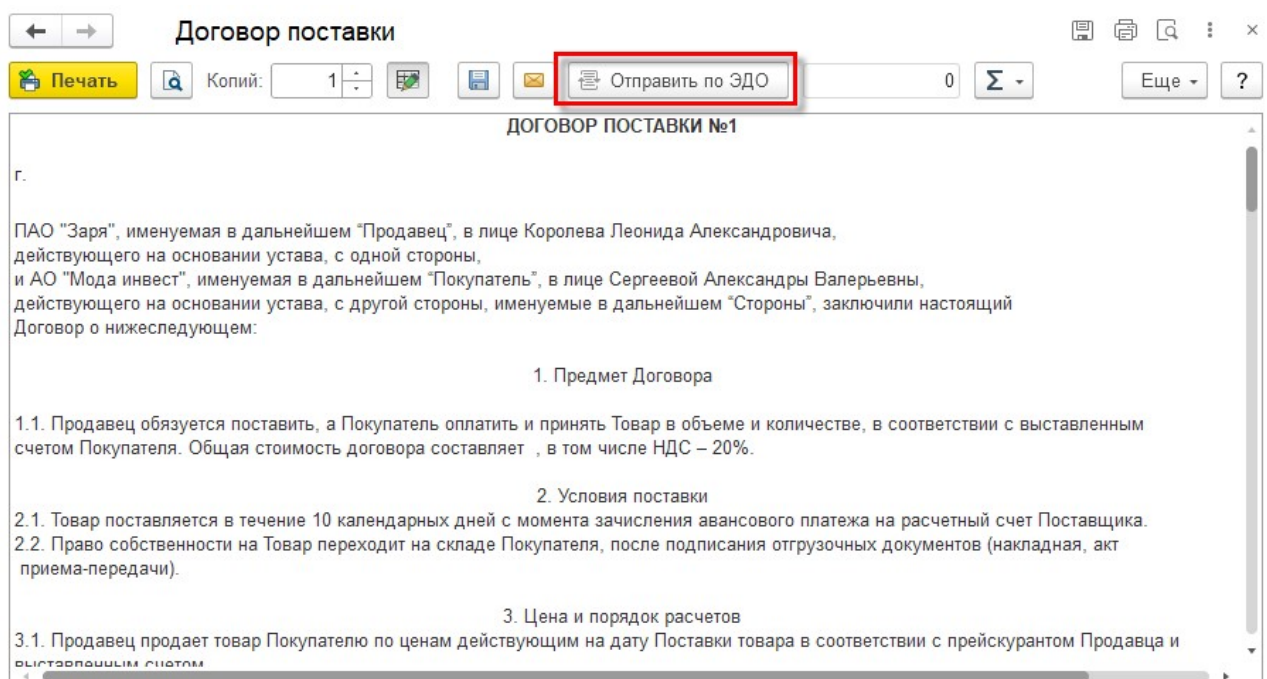 Договор поставки
Печать Копий: 1 Отправить по ЭДО 0 Σ Еще ?
ДОГОВОР ПОСТАВКИ №1
г.
ПАО "Заря", именуемая в дальнейшем “Продавец”, в лице Королева Леонида Александровича,
действующего на основании устава, с одной стороны,
и АО "Мода инвест", именуемая в дальнейшем “Покупатель”, в лице Сергеевой Александры Валерьевны,
действующего на основании устава, с другой стороны, именуемые в дальнейшем “Стороны”, заключили настоящий
Договор о нижеследующем:
1. Предмет Договора
1.1. Продавец обязуется поставить, а Покупатель оплатить и принять Товар в объеме и количестве, в соответствии с выставленным
счетом Покупателя. Общая стоимость договора составляет , в том числе НДС – 20%.
2. Условия поставки
2.1. Товар поставляется в течение 10 календарных дней с момента зачисления авансового платежа на расчетный счет Поставщика.
2.2. Право собственности на Товар переходит на складе Покупателя, после подписания отгрузочных документов (накладная, акт
приема-передачи).
3. Цена и порядок расчетов
3.1. Продавец продает товар Покупателю по ценам действующим на дату Поставки товара в соответствии с прейскурантом Продавца и
выставленным счетом